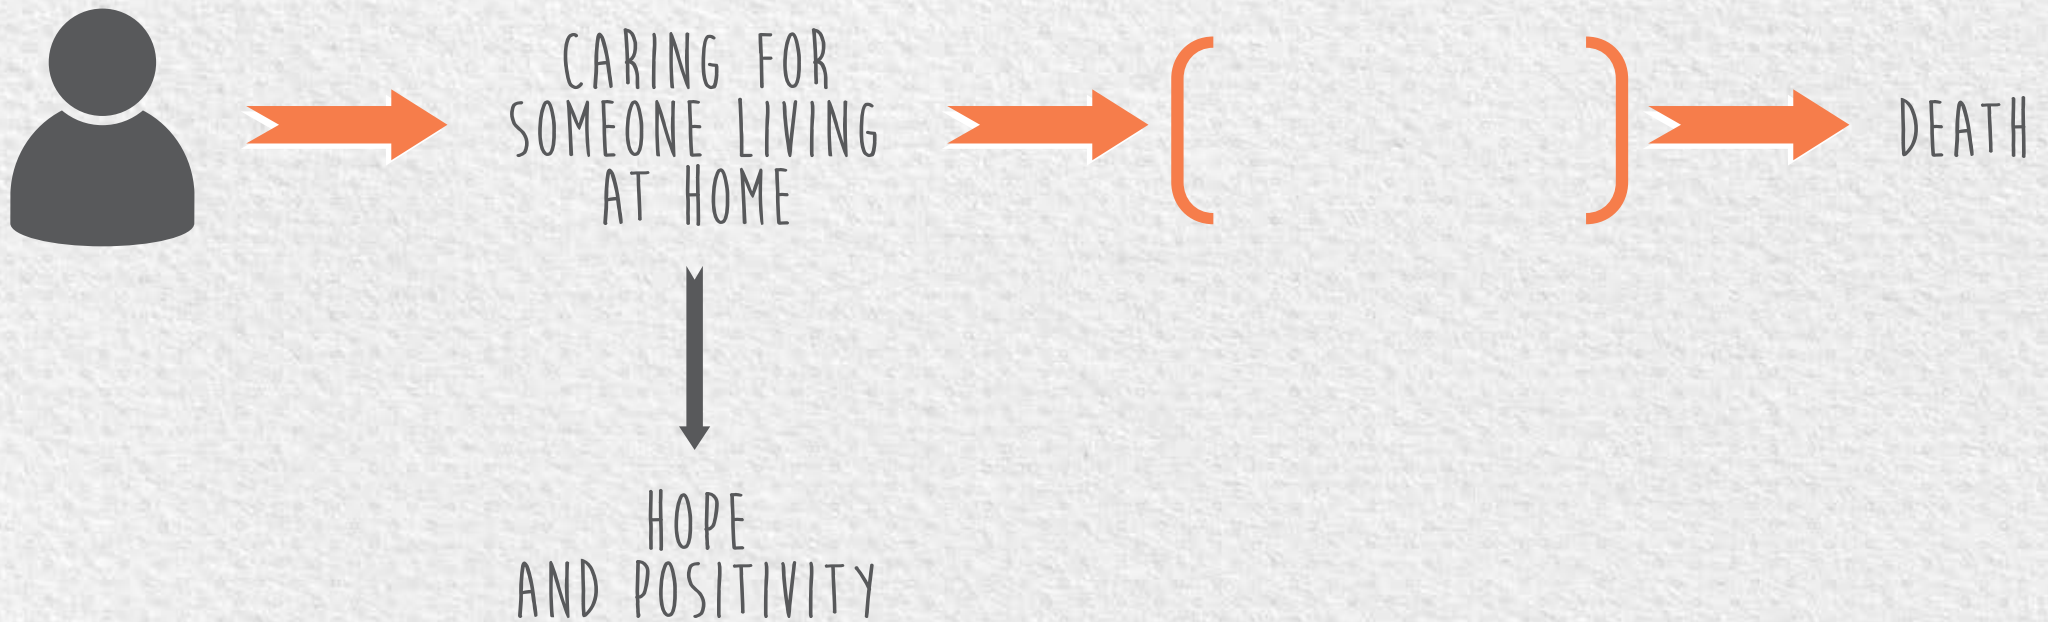 CARING FOR
SOMEONE LIVING
AT HOME
DEATH
HOPE
AND POSITIVITY